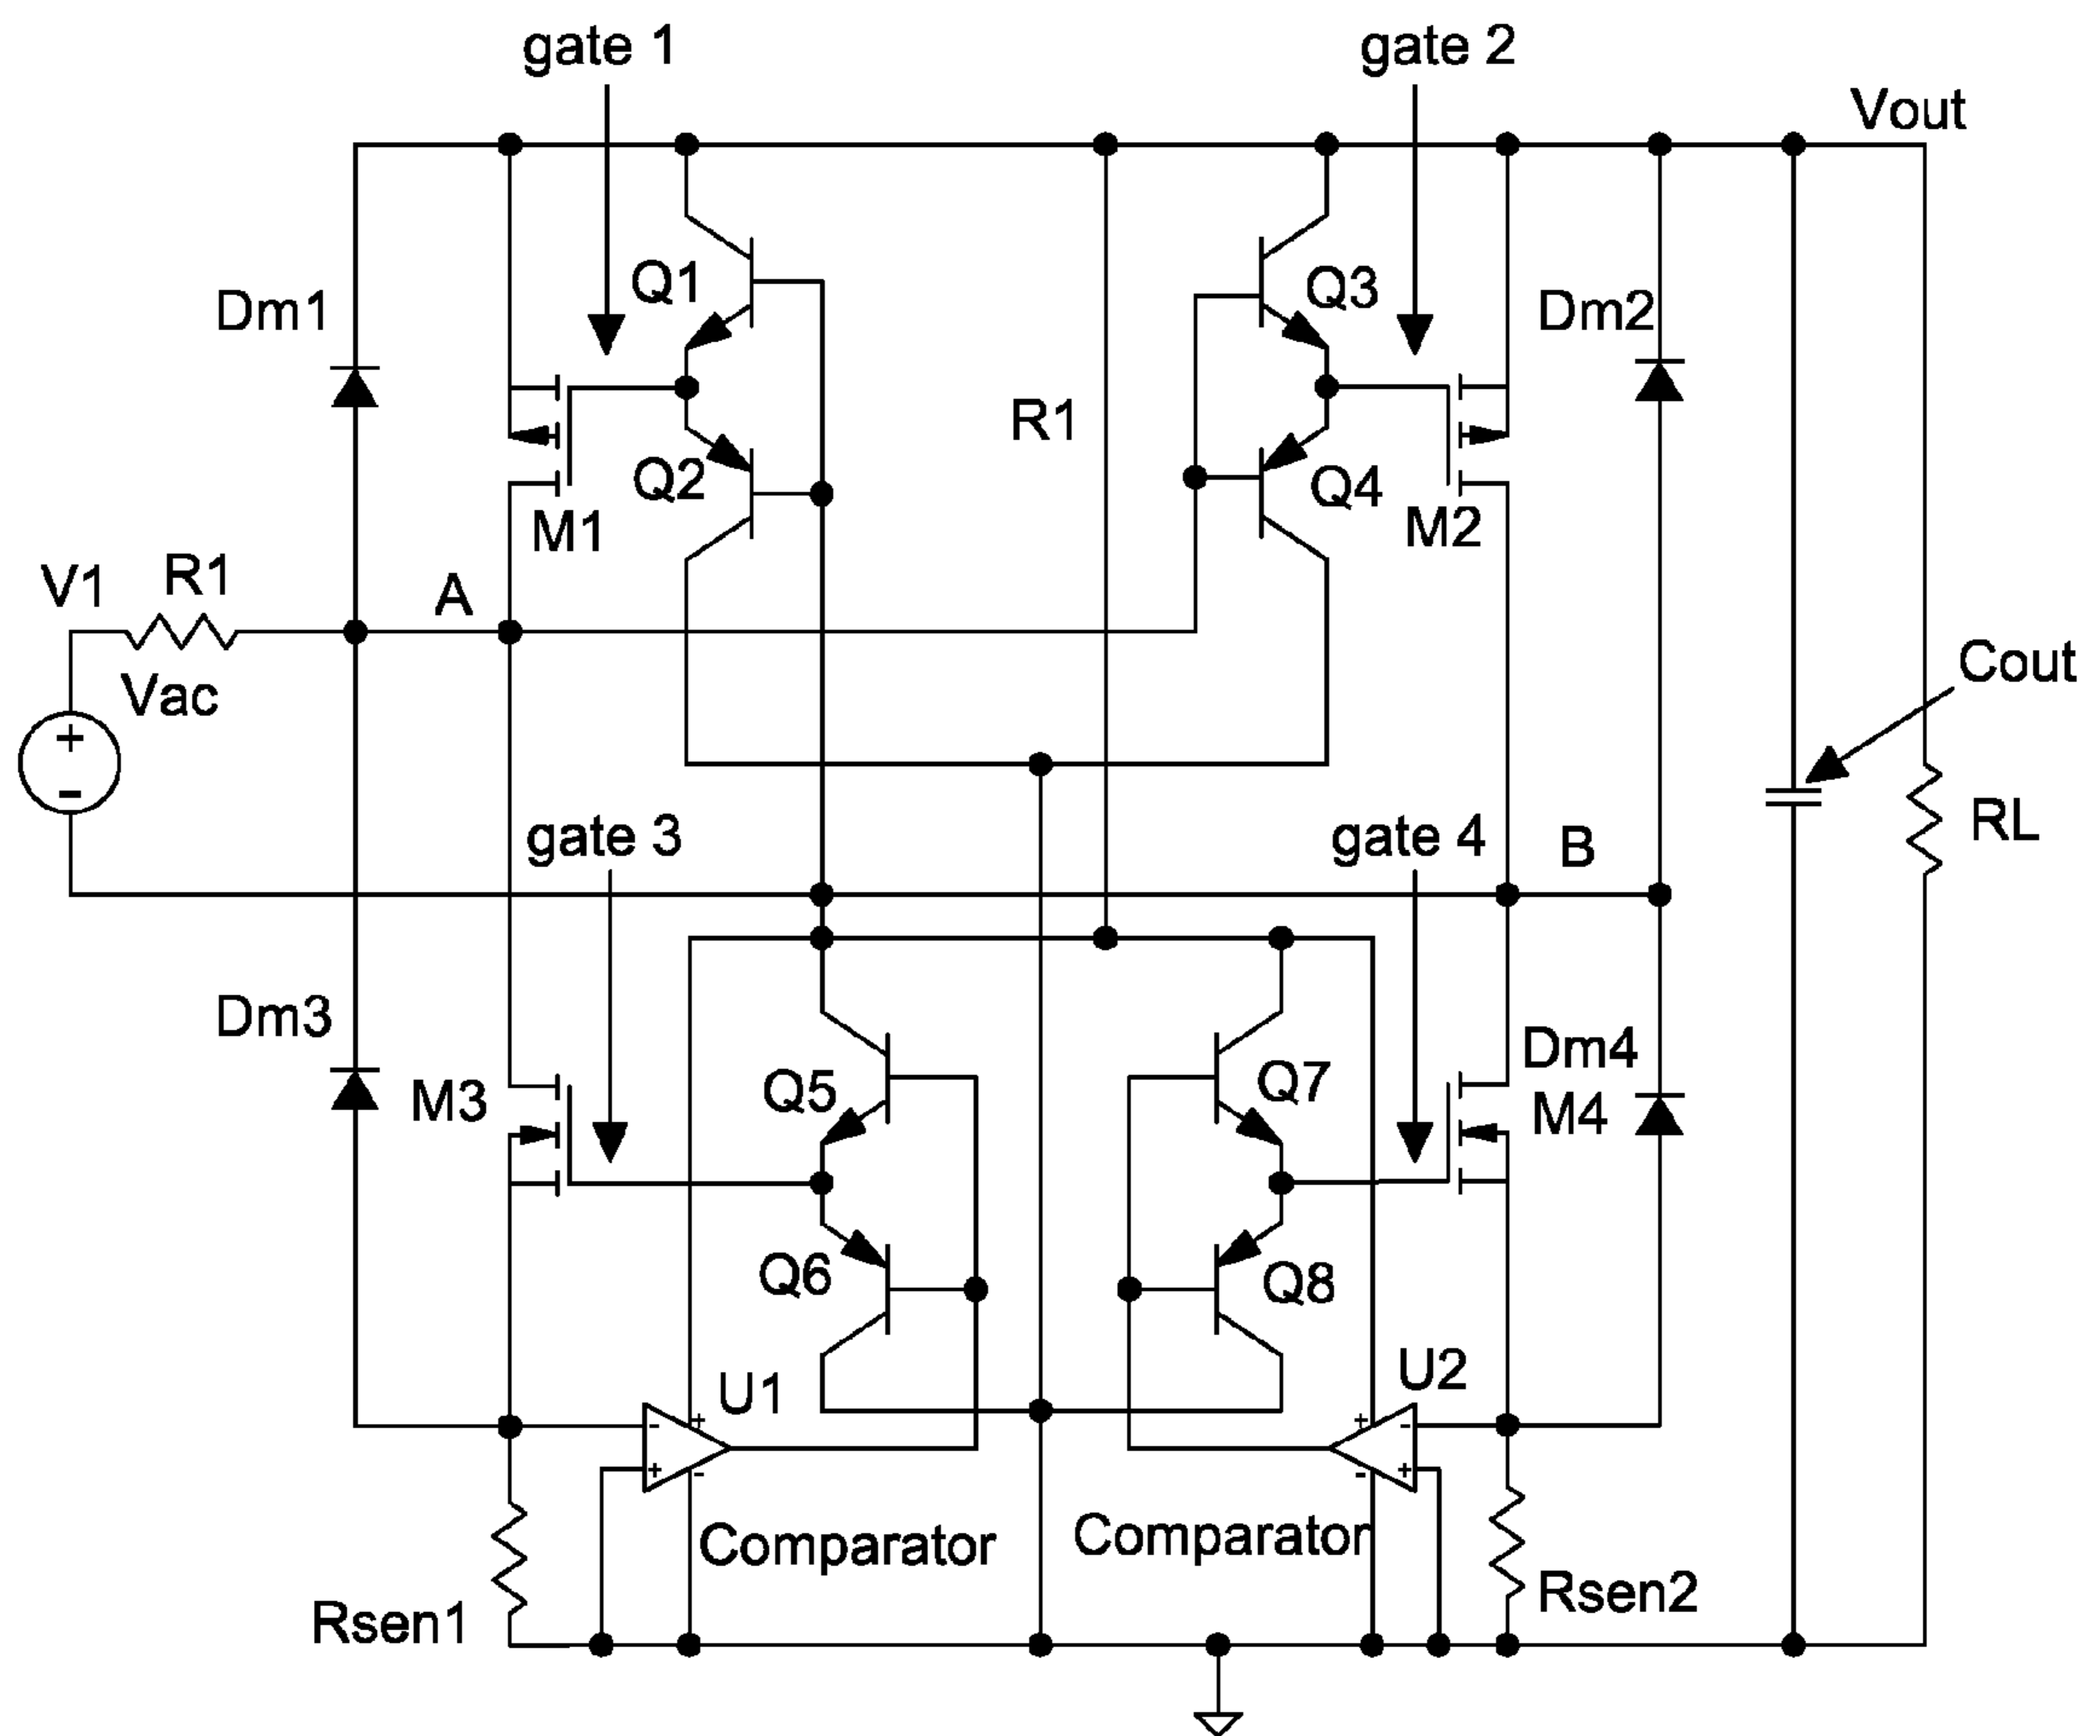 gate 1
gate 2
Vout
Q1
Q3
Dm1
Dm2
R1
Q2
Q4
M1
M2
V1
R1
A
Vac
+
-
Cout
gate 3
gate 4
B
RL
Dm3
Dm4
M3
Q5
Q7
M4
Q6
Q8
U1
U2
- +
+ -
+ -
- +
Comparator
Comparator
Rsen1
Rsen2